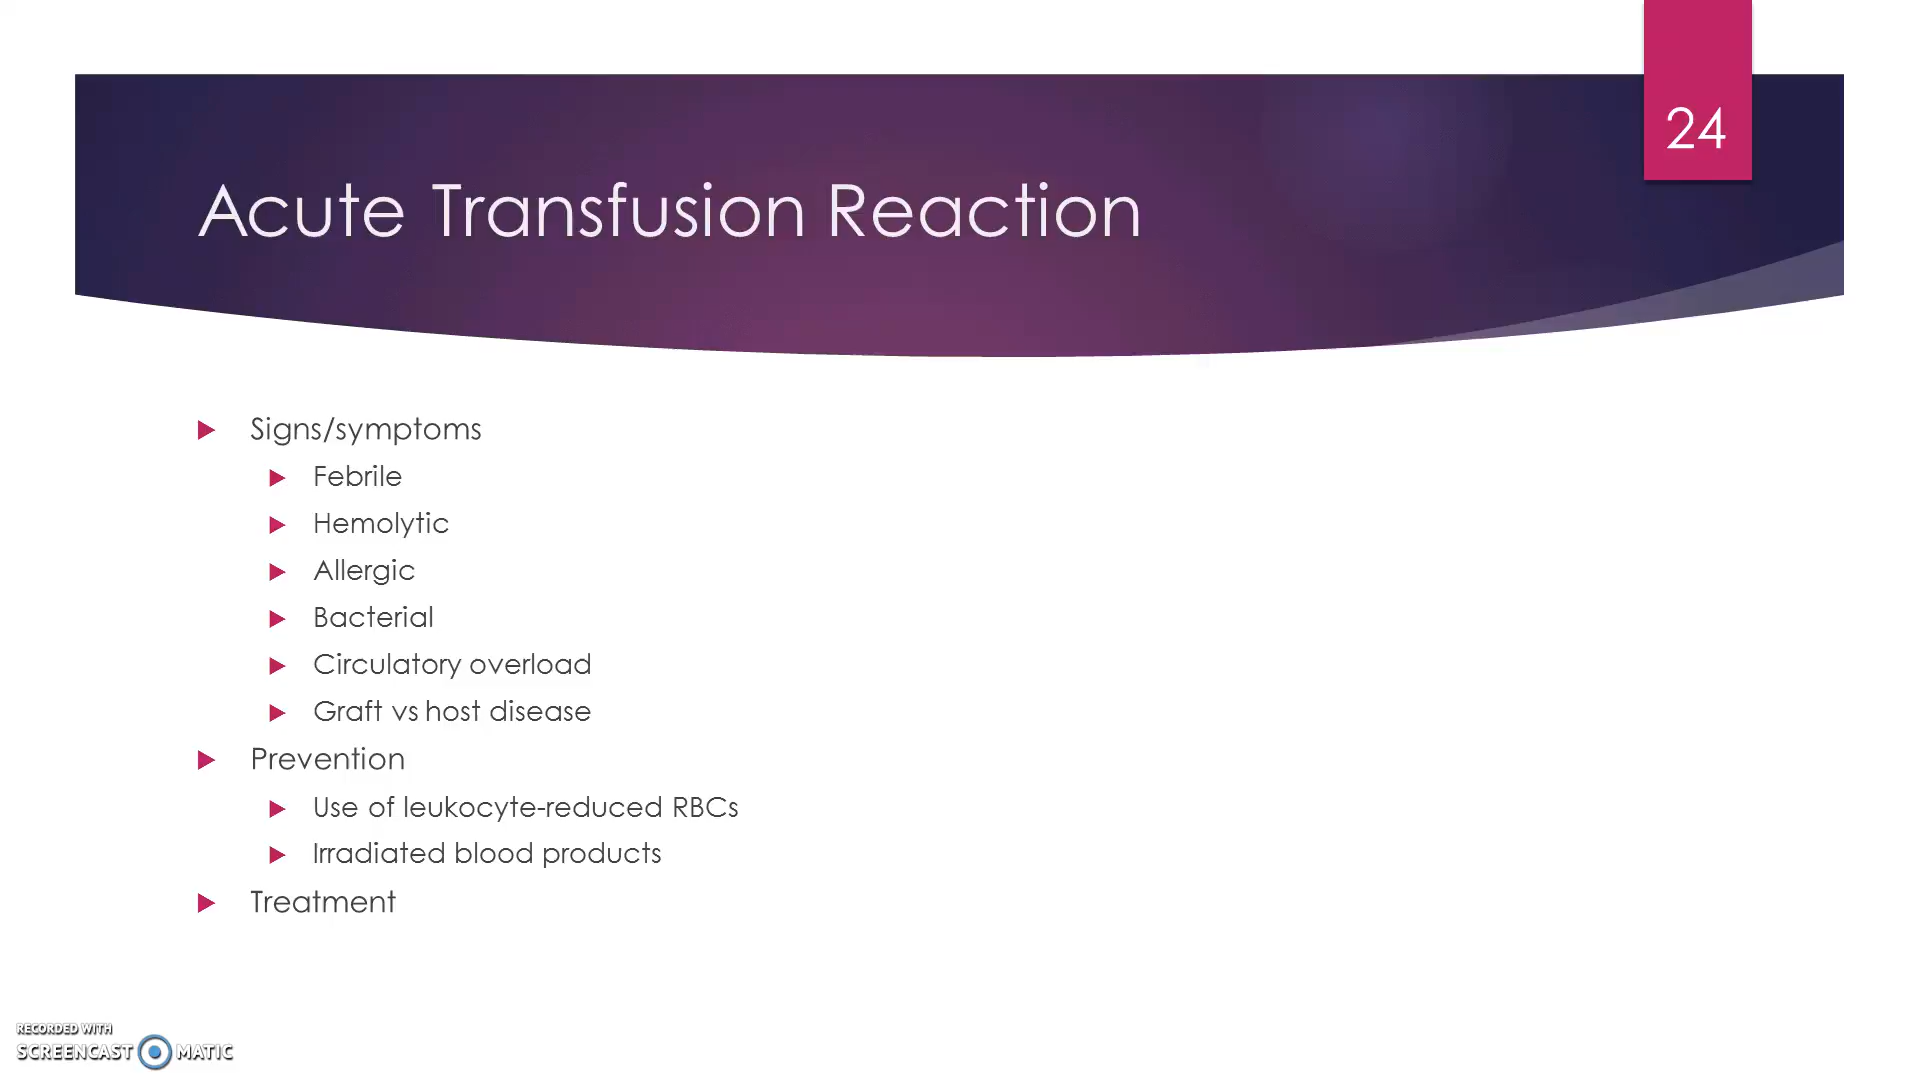 24
Acute Transfusion Reaction
Signs/symptoms
Febrile
Hemolytic
Allergic
Bacterial
Circulatory overload
Graft vs host disease
Prevention
Use of leukocyte-reduced RBCs
Irradiated blood products
Treatment
RECORDED WITH
SCREENCAST MATIC